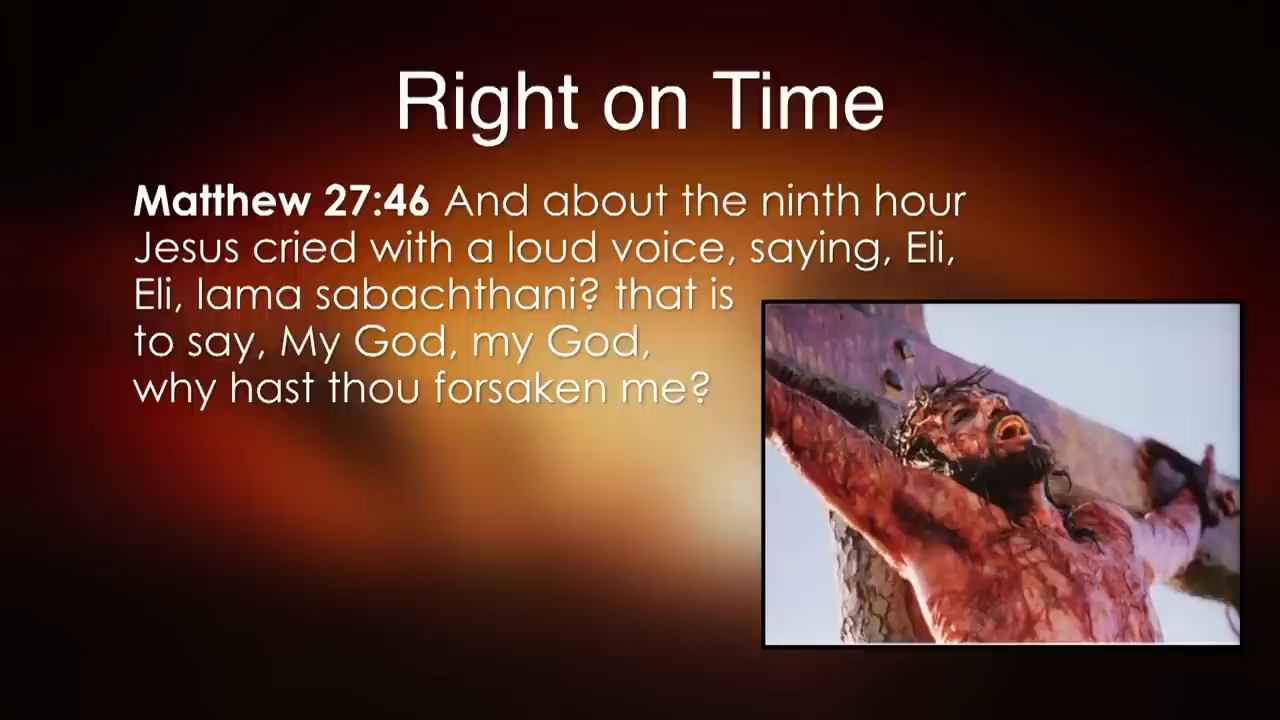 Right on Time
Matthew 27:46 And about the ninth hour
Jesus cried with a loud voice, saying, Eli,
Eli, lama sabachthani? that is
to say, My God, my God,
why hast thou forsaken me?